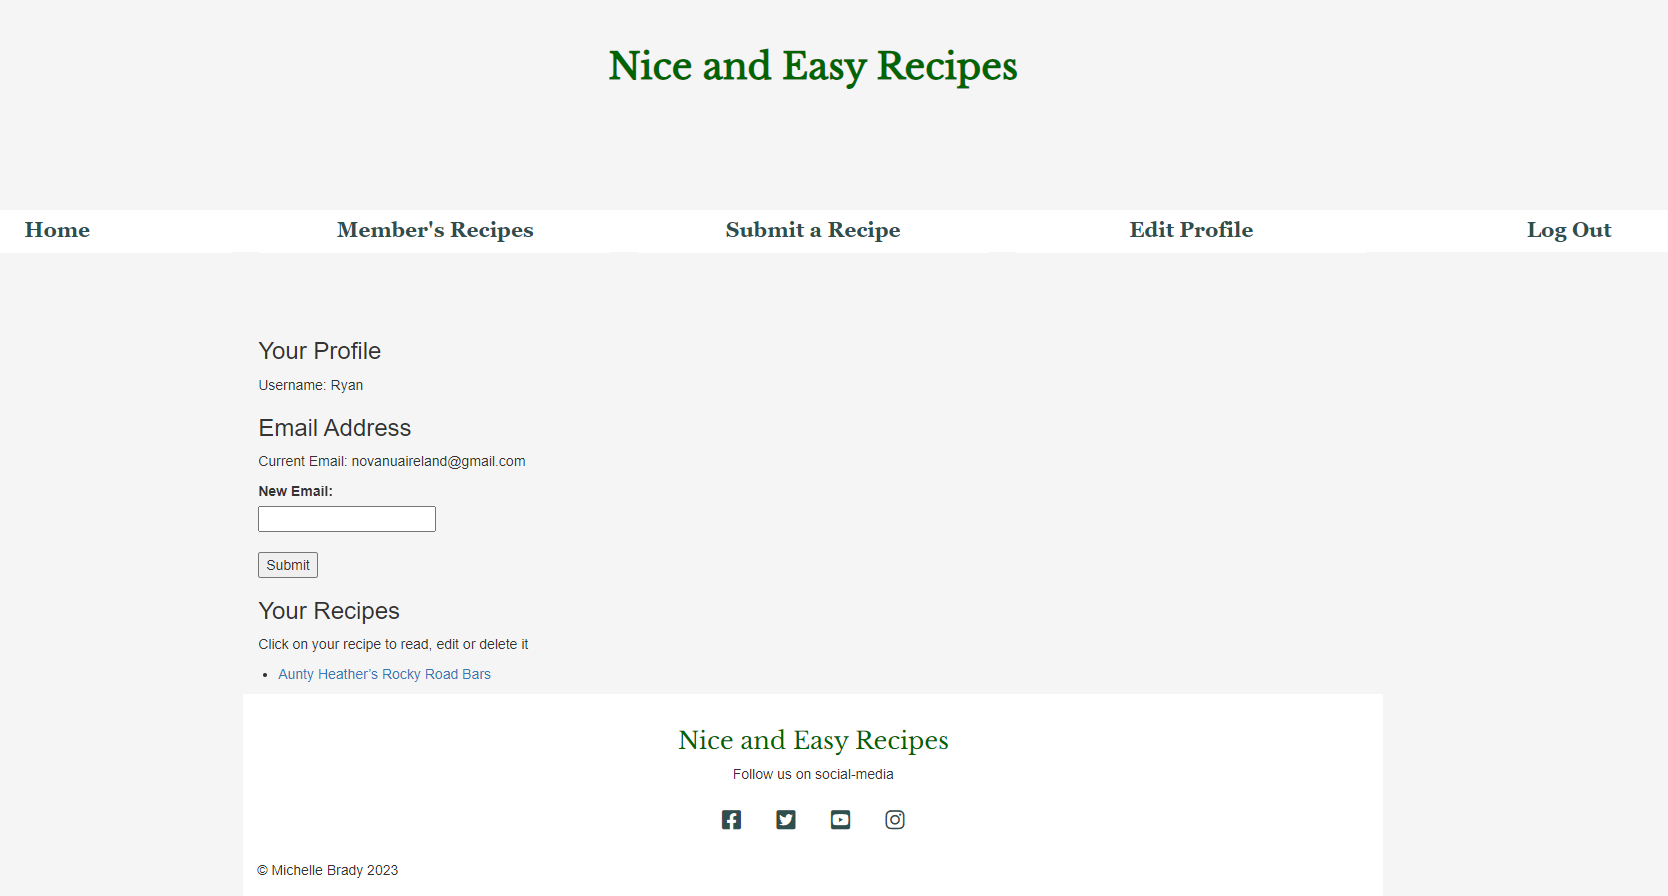 Nice and Easy Recipes
Home Member's Recipes Submit a Recipe Edit Profile Log Out
Your Profile
Username: Ryan
Email Address
Current Email: novanuaireland@gmail.com
New Email:
Submit
Your Recipes
Click on your recipe to read, edit or delete it
Aunty Heather’s Rocky Road Bars
Nice and Easy Recipes
Follow us on social-media
© Michelle Brady 2023